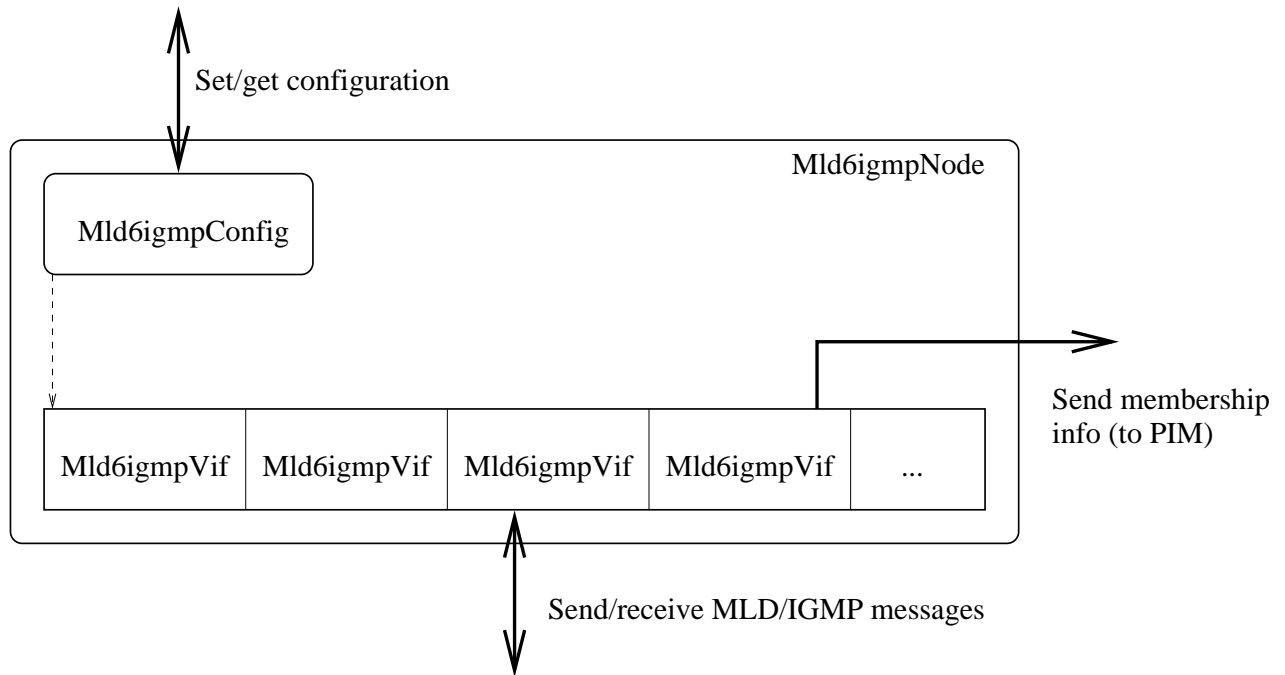 Set/get configuration
Mld6igmpNode
Mld6igmpConfig
Send membership
info (to PIM)
Mld6igmpVif Mld6igmpVif Mld6igmpVif Mld6igmpVif ...
Send/receive MLD/IGMP messages